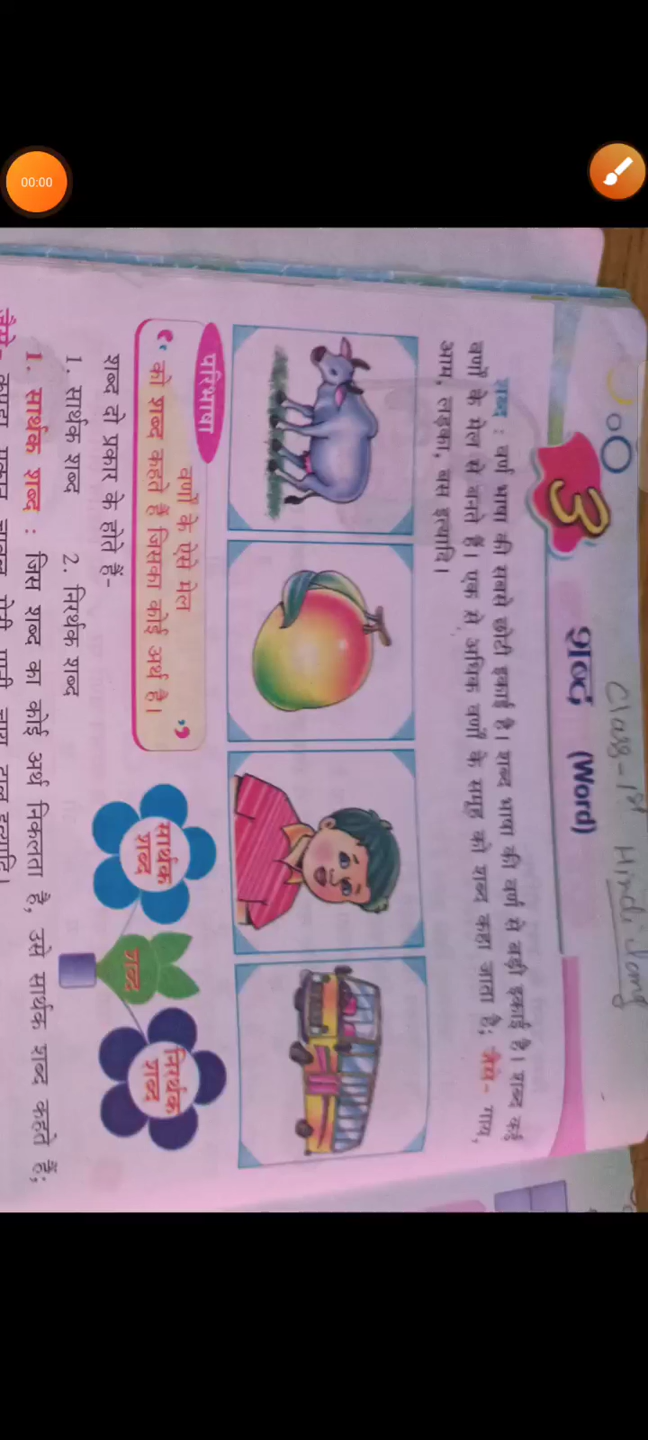 00:00
Class-1st Hindi lang
3 शब्द (Word)
शब्द : वर्ण भाषा की सबसे छोटी इकाई है। शब्द भाषा की वर्ण से बड़ी इकाई है। शब्द कई
वर्णों के मेल से बनते हैं। एक से अधिक वर्णों के समूह को शब्द कहा जाता है; जैसे- गाय,
आम, लड़का, बस इत्यादि।
परिभाषा
वर्णों के ऐसे मेल
को शब्द कहते हैं जिसका कोई अर्थ है।
शब्द दो प्रकार के होते हैं-
1. सार्थक शब्द 2. निरर्थक शब्द
सार्थक
शब्द
शब्द
निरर्थक
शब्द
1. सार्थक शब्द : जिस शब्द का कोई अर्थ निकलता है, उसे सार्थक शब्द कहते हैं;
जैसे-